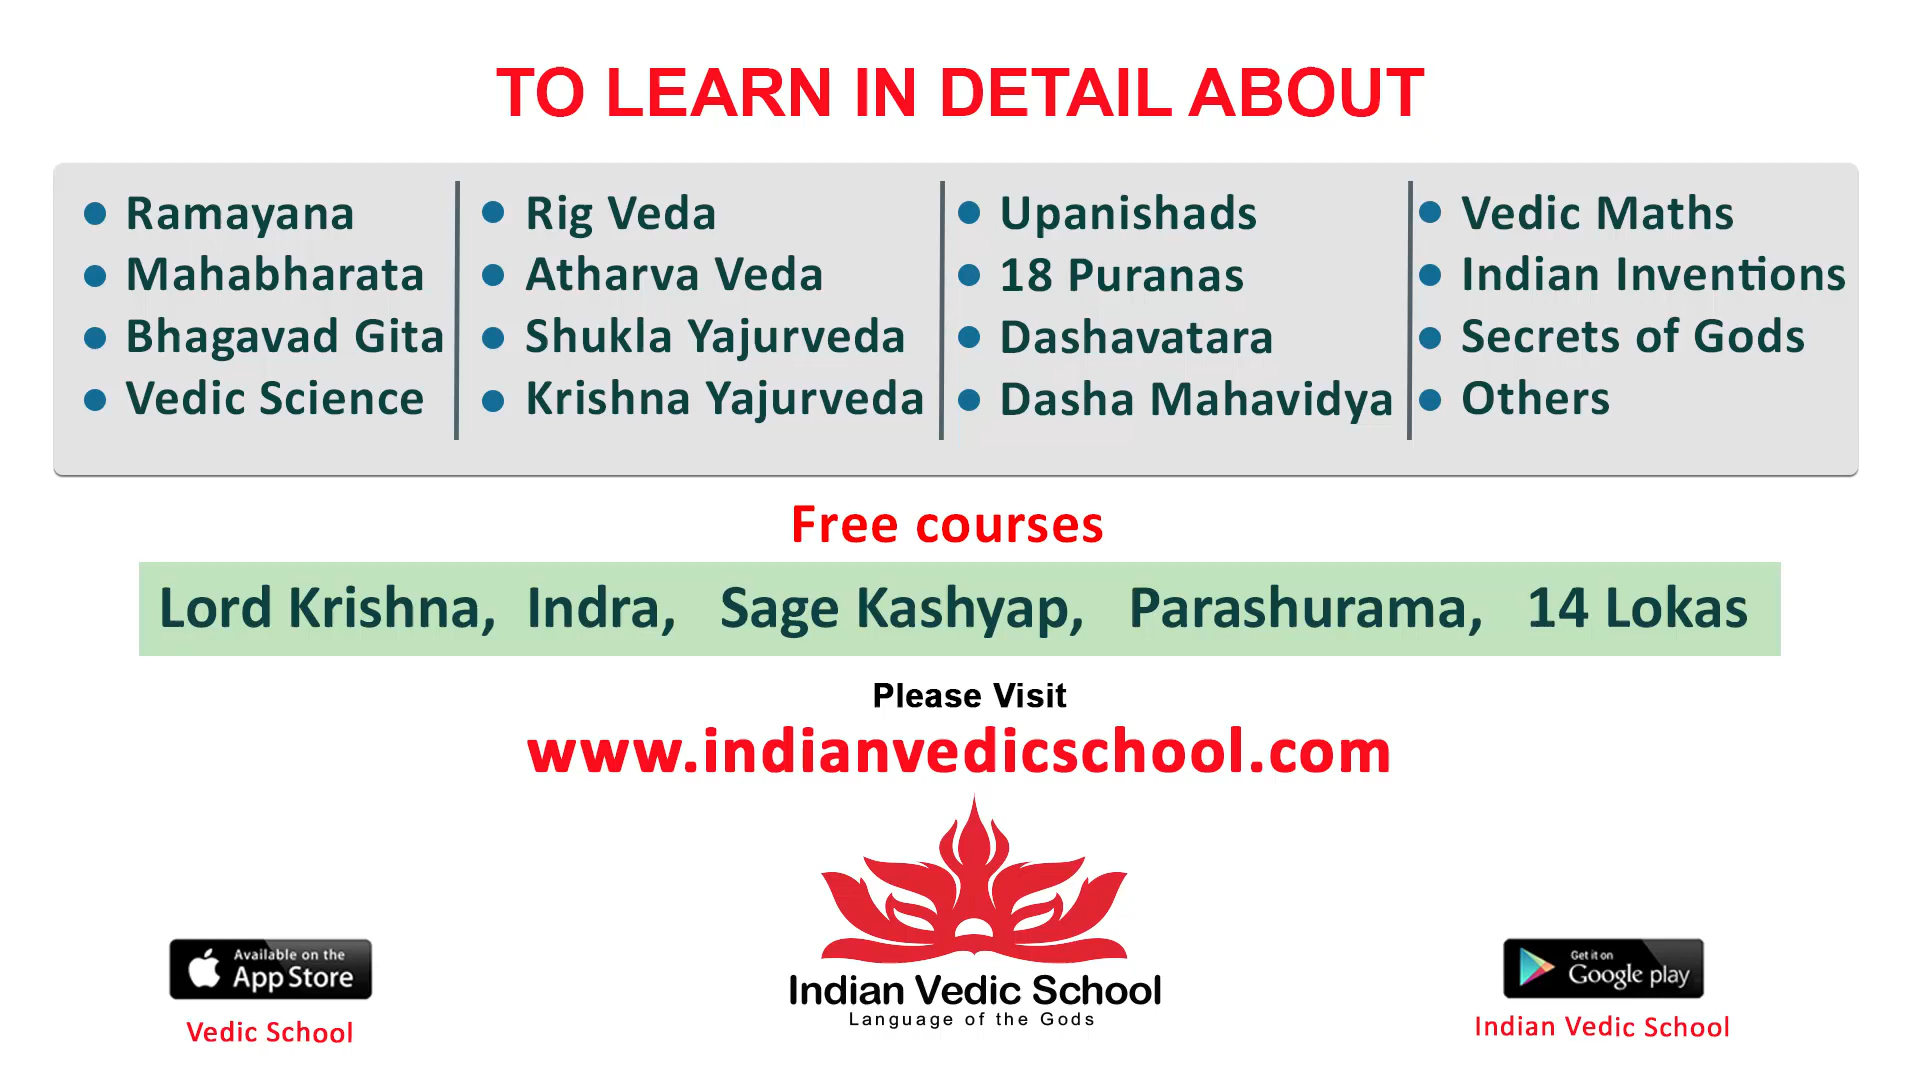 TO LEARN IN DETAIL ABOUT
Ramayana
Mahabharata
Bhagavad Gita
Vedic Science
Rig Veda
Atharva Veda
Shukla Yajurveda
Krishna Yajurveda
Upanishads
18 Puranas
Dashavatara
Dasha Mahavidya
Vedic Maths
Indian Inventions
Secrets of Gods
Others
Free courses
Lord Krishna, Indra, Sage Kashyap, Parashurama, 14 Lokas
Please Visit
www.indianvedicschool.com
Indian Vedic School
Language of the Gods
Available on the
App Store
Vedic School
Get it on
Google play
Indian Vedic School